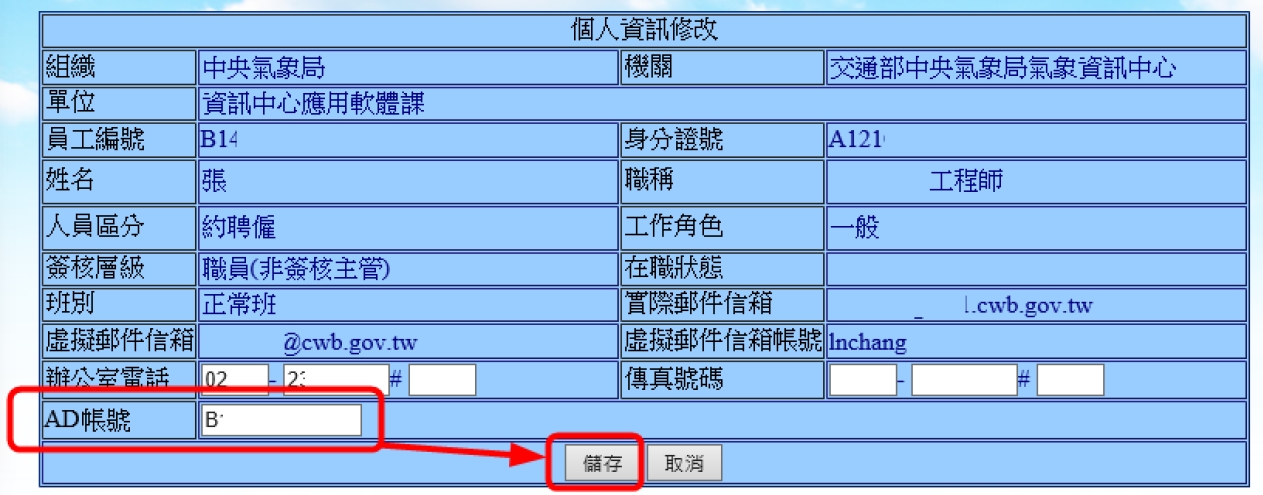 個人資訊修改
組織 中央氣象局 機關 交通部中央氣象局氣象資訊中心
單位 資訊中心應用軟體課
員工編號 B14 身分證號 A121
姓名 張 職稱 工程師
人員區分 約聘僱 工作角色 一般
簽核層級 職員(非簽核主管) 在職狀態
班別 正常班 實際郵件信箱 .cwb.gov.tw
虛擬郵件信箱 @cwb.gov.tw 虛擬郵件信箱帳號 lnchang
辦公室電話 02 - 23 # 傳真號碼 - #
AD帳號 B
儲存 取消